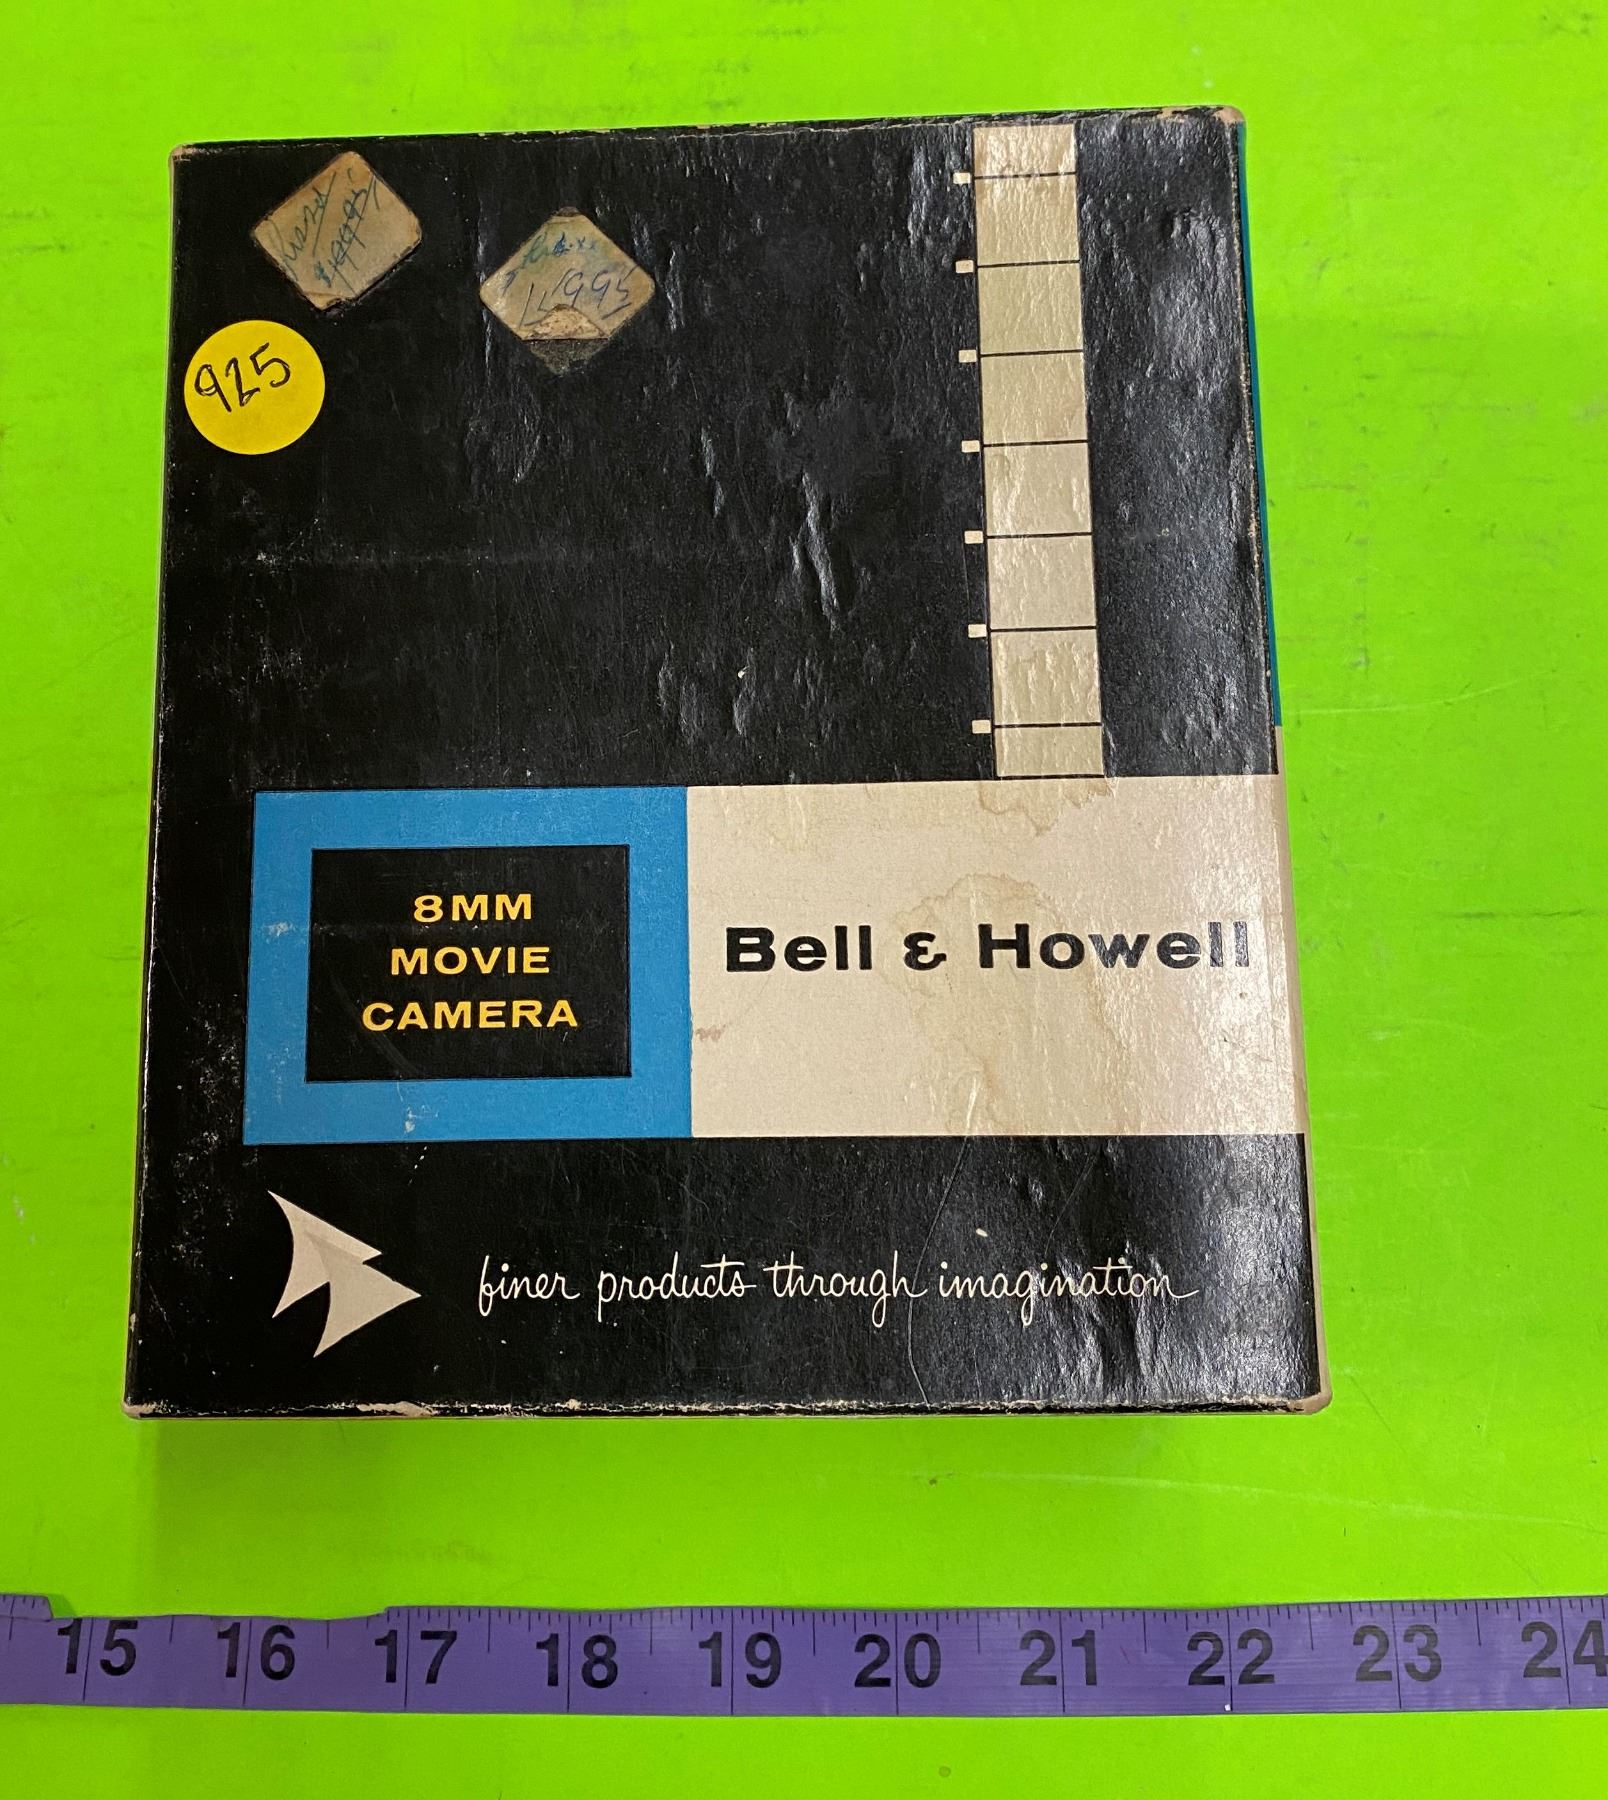 925
8MM
MOVIE
CAMERA
Bell & Howell
finer products through imagination
15 16 17 18 19 20 21 22 23 24